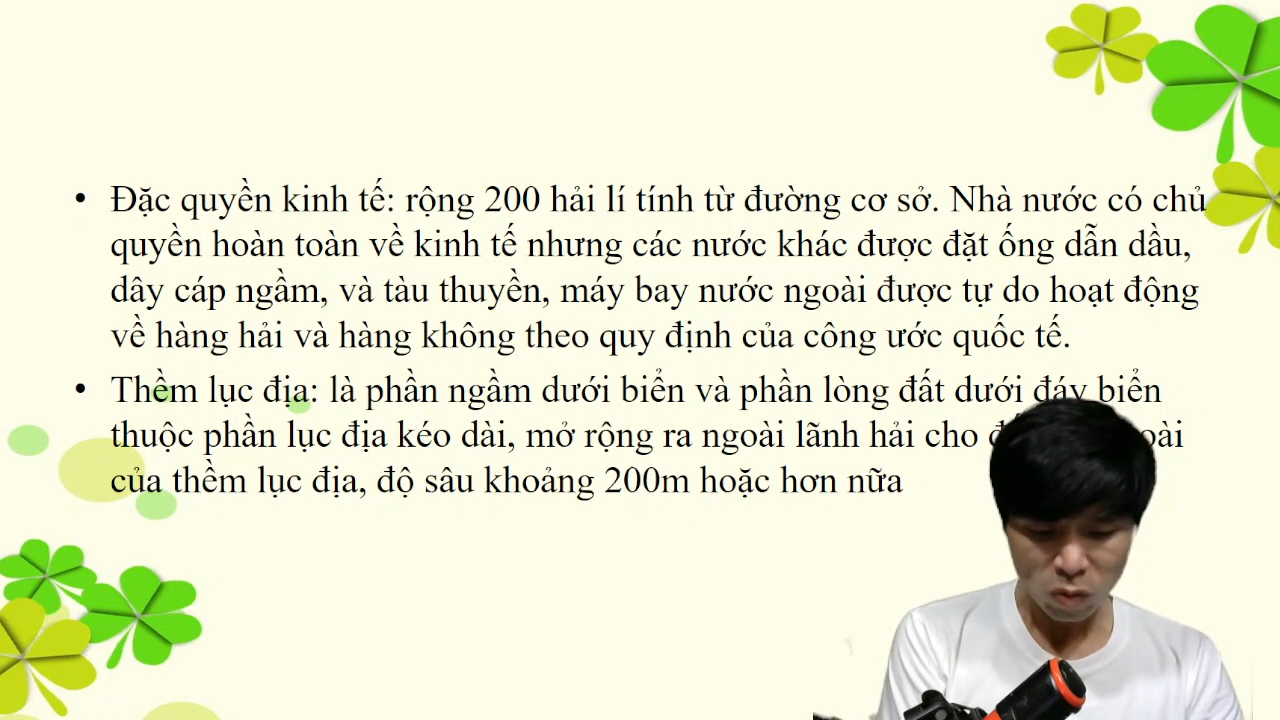 • Đặc quyền kinh tế: rộng 200 hải lí tính từ đường cơ sở. Nhà nước có chủ
quyền hoàn toàn về kinh tế nhưng các nước khác được đặt ống dẫn dầu,
dây cáp ngầm, và tàu thuyền, máy bay nước ngoài được tự do hoạt động
về hàng hải và hàng không theo quy định của công ước quốc tế.
• Thềm lục địa: là phần ngầm dưới biển và phần lòng đất dưới đáy biển
thuộc phần lục địa kéo dài, mở rộng ra ngoài lãnh hải cho
của thềm lục địa, độ sâu khoảng 200m hoặc hơn nữa